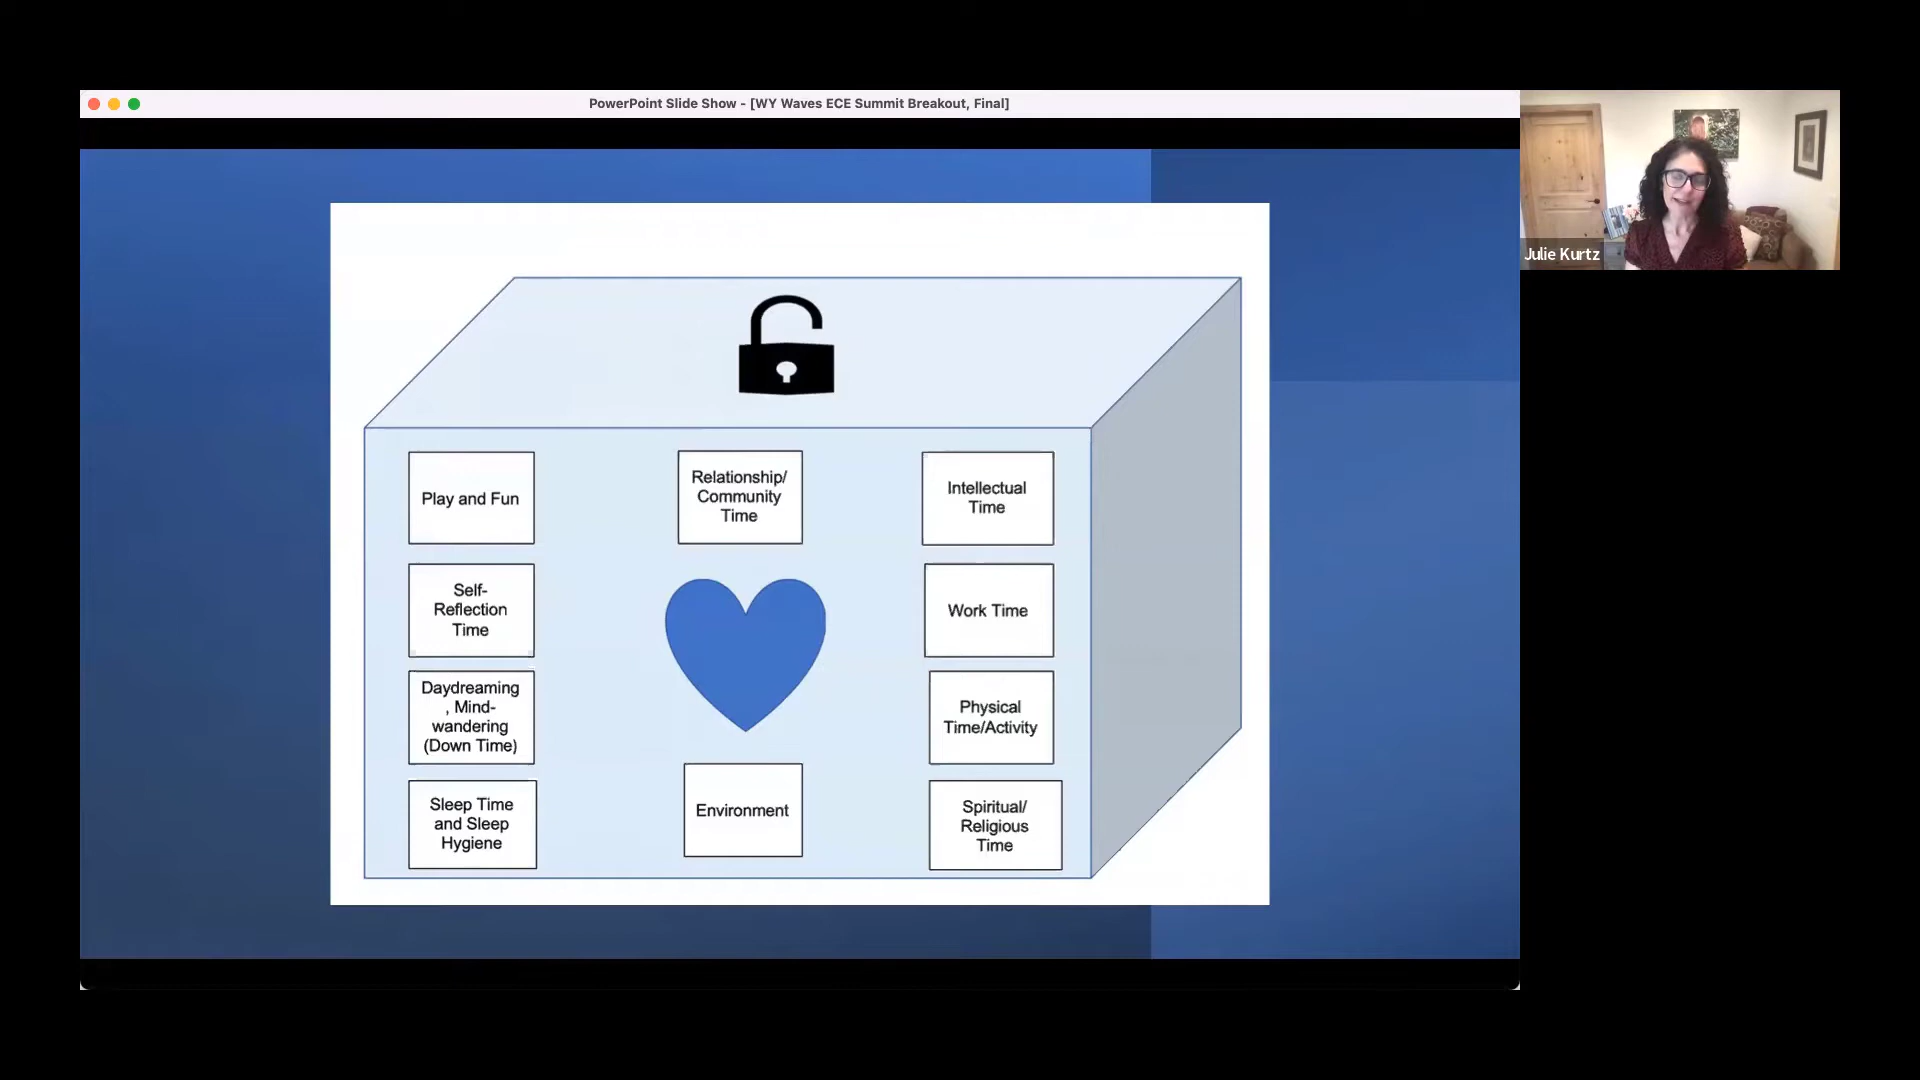 PowerPoint Slide Show - [WY Waves ECE Summit Breakout, Final]
Julie Kurtz
Play and Fun
Relationship/
Community
Time
Intellectual
Time
Self-
Reflection
Time
Work Time
Daydreaming
, Mind-
wandering
(Down Time)
Physical
Time/Activity
Sleep Time
and Sleep
Hygiene
Environment
Spiritual/
Religious
Time